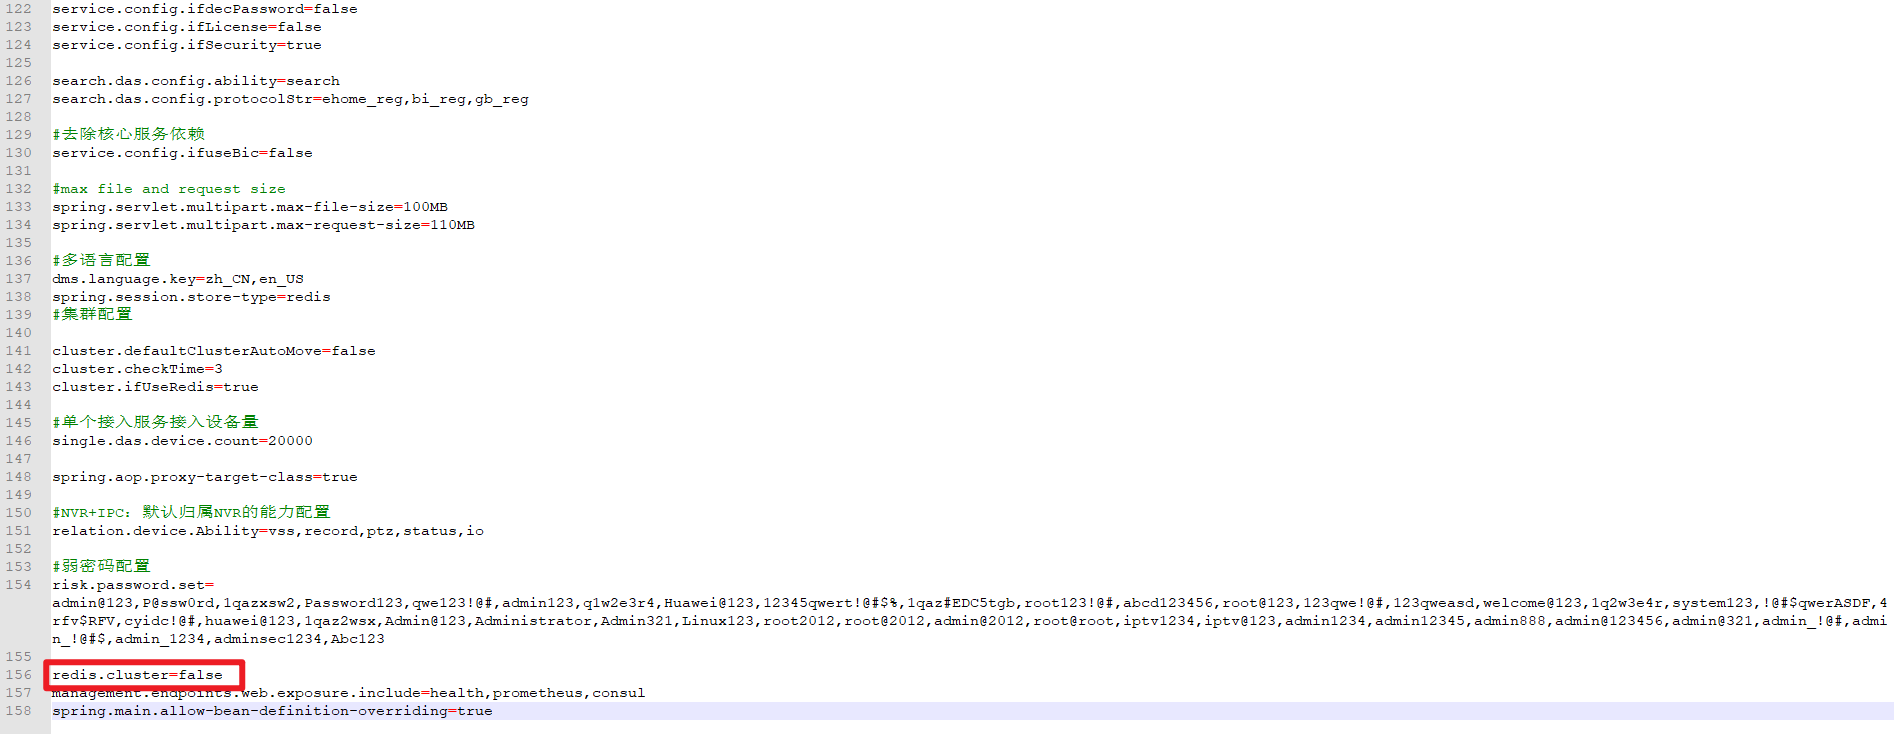 122 service.config.ifdecPassword=false
123 service.config.ifLicense=false
124 service.config.ifSecurity=true
125
126 search.das.config.ability=search
127 search.das.config.protocolStr=ehome_reg,bi_reg,gb_reg
128
129 #去除核心服务依赖
130 service.config.ifuseBic=false
131
132 #max file and request size
133 spring.servlet.multipart.max-file-size=100MB
134 spring.servlet.multipart.max-request-size=110MB
135
136 #多语言配置
137 dms.language.key=zh_CN,en_US
138 spring.session.store-type=redis
139 #集群配置
140
141 cluster.defaultClusterAutoMove=false
142 cluster.checkTime=3
143 cluster.ifUseRedis=true
144
145 #单个接入服务接入设备量
146 single.das.device.count=20000
147
148 spring.aop.proxy-target-class=true
149
150 #NVR+IPC：默认归属NVR的能力配置
151 relation.device.Ability=vss,record,ptz,status,io
152
153 #弱密码配置
154 risk.password.set=
admin@123,P@ssw0rd,1qazxsw2,Password123,qwe123!@#,admin123,q1w2e3r4,Huawei@123,12345qwert!@#$%,1qaz#EDC5tgb,root123!@#,abcd123456,root@123,123qwe!@#,123qweasd,welcome@123,1q2w3e4r,system123,!@#$qwerASDF,4
rfv$RFV,cyidc!@#,huawei@123,1qaz2wsx,Admin@123,Administrator,Admin321,Linux123,root2012,root@2012,admin@2012,root@root,iptv1234,iptv@123,admin1234,admin12345,admin888,admin@123456,admin@321,admin_!@#,admi
n_!@#$,admin_1234,adminsec1234,Abc123
155
156 redis.cluster=false
157 management.endpoints.web.exposure.include=health,prometheus,consul
158 spring.main.allow-bean-definition-overriding=true